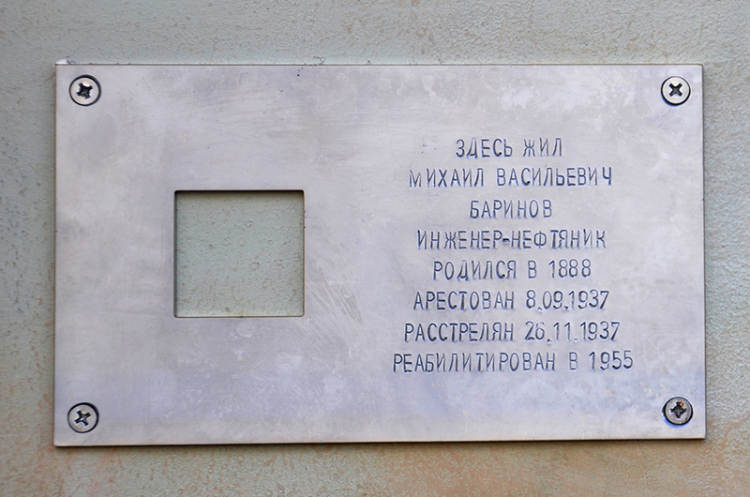 ЗДЕСЬ ЖИЛ
МИХАИЛ ВАСИЛЬЕВИЧ
БАРИНОВ
ИНЖЕНЕР-НЕФТЯНИК
РОДИЛСЯ В 1888
АРЕСТОВАН 8.09.1937
РАССТРЕЛЯН 26.11.1937
РЕАБИЛИТИРОВАН В 1955